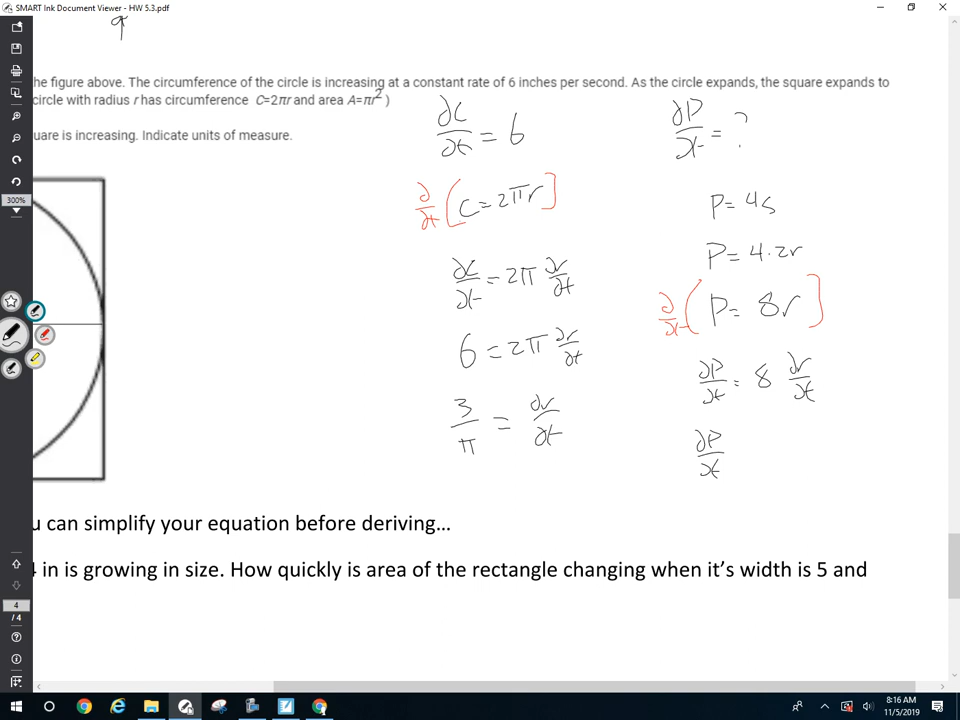 SMART Ink Document Viewer - HW 5.3.pdf
9
he figure above. The circumference of the circle is increasing at a constant rate of 6 inches per second. As the circle expands, the square expands to
circle with radius r has circumference C=2πr and area A=πr²)
uare is increasing. Indicate units of measure.
∂C/∂t = 6
∂/∂t [C = 2πr]
∂C/∂t = 2π ∂r/∂t
6 = 2π ∂r/∂t
3/π = ∂r/∂t
∂P/∂t = ?
P = 4s
P = 4·2r
∂/∂t [P = 8r]
∂P/∂t = 8 ∂r/∂t
∂P/∂t
u can simplify your equation before deriving...
4 in is growing in size. How quickly is area of the rectangle changing when it's width is 5 and
300%
4
/ 4
8:16 AM
11/5/2019